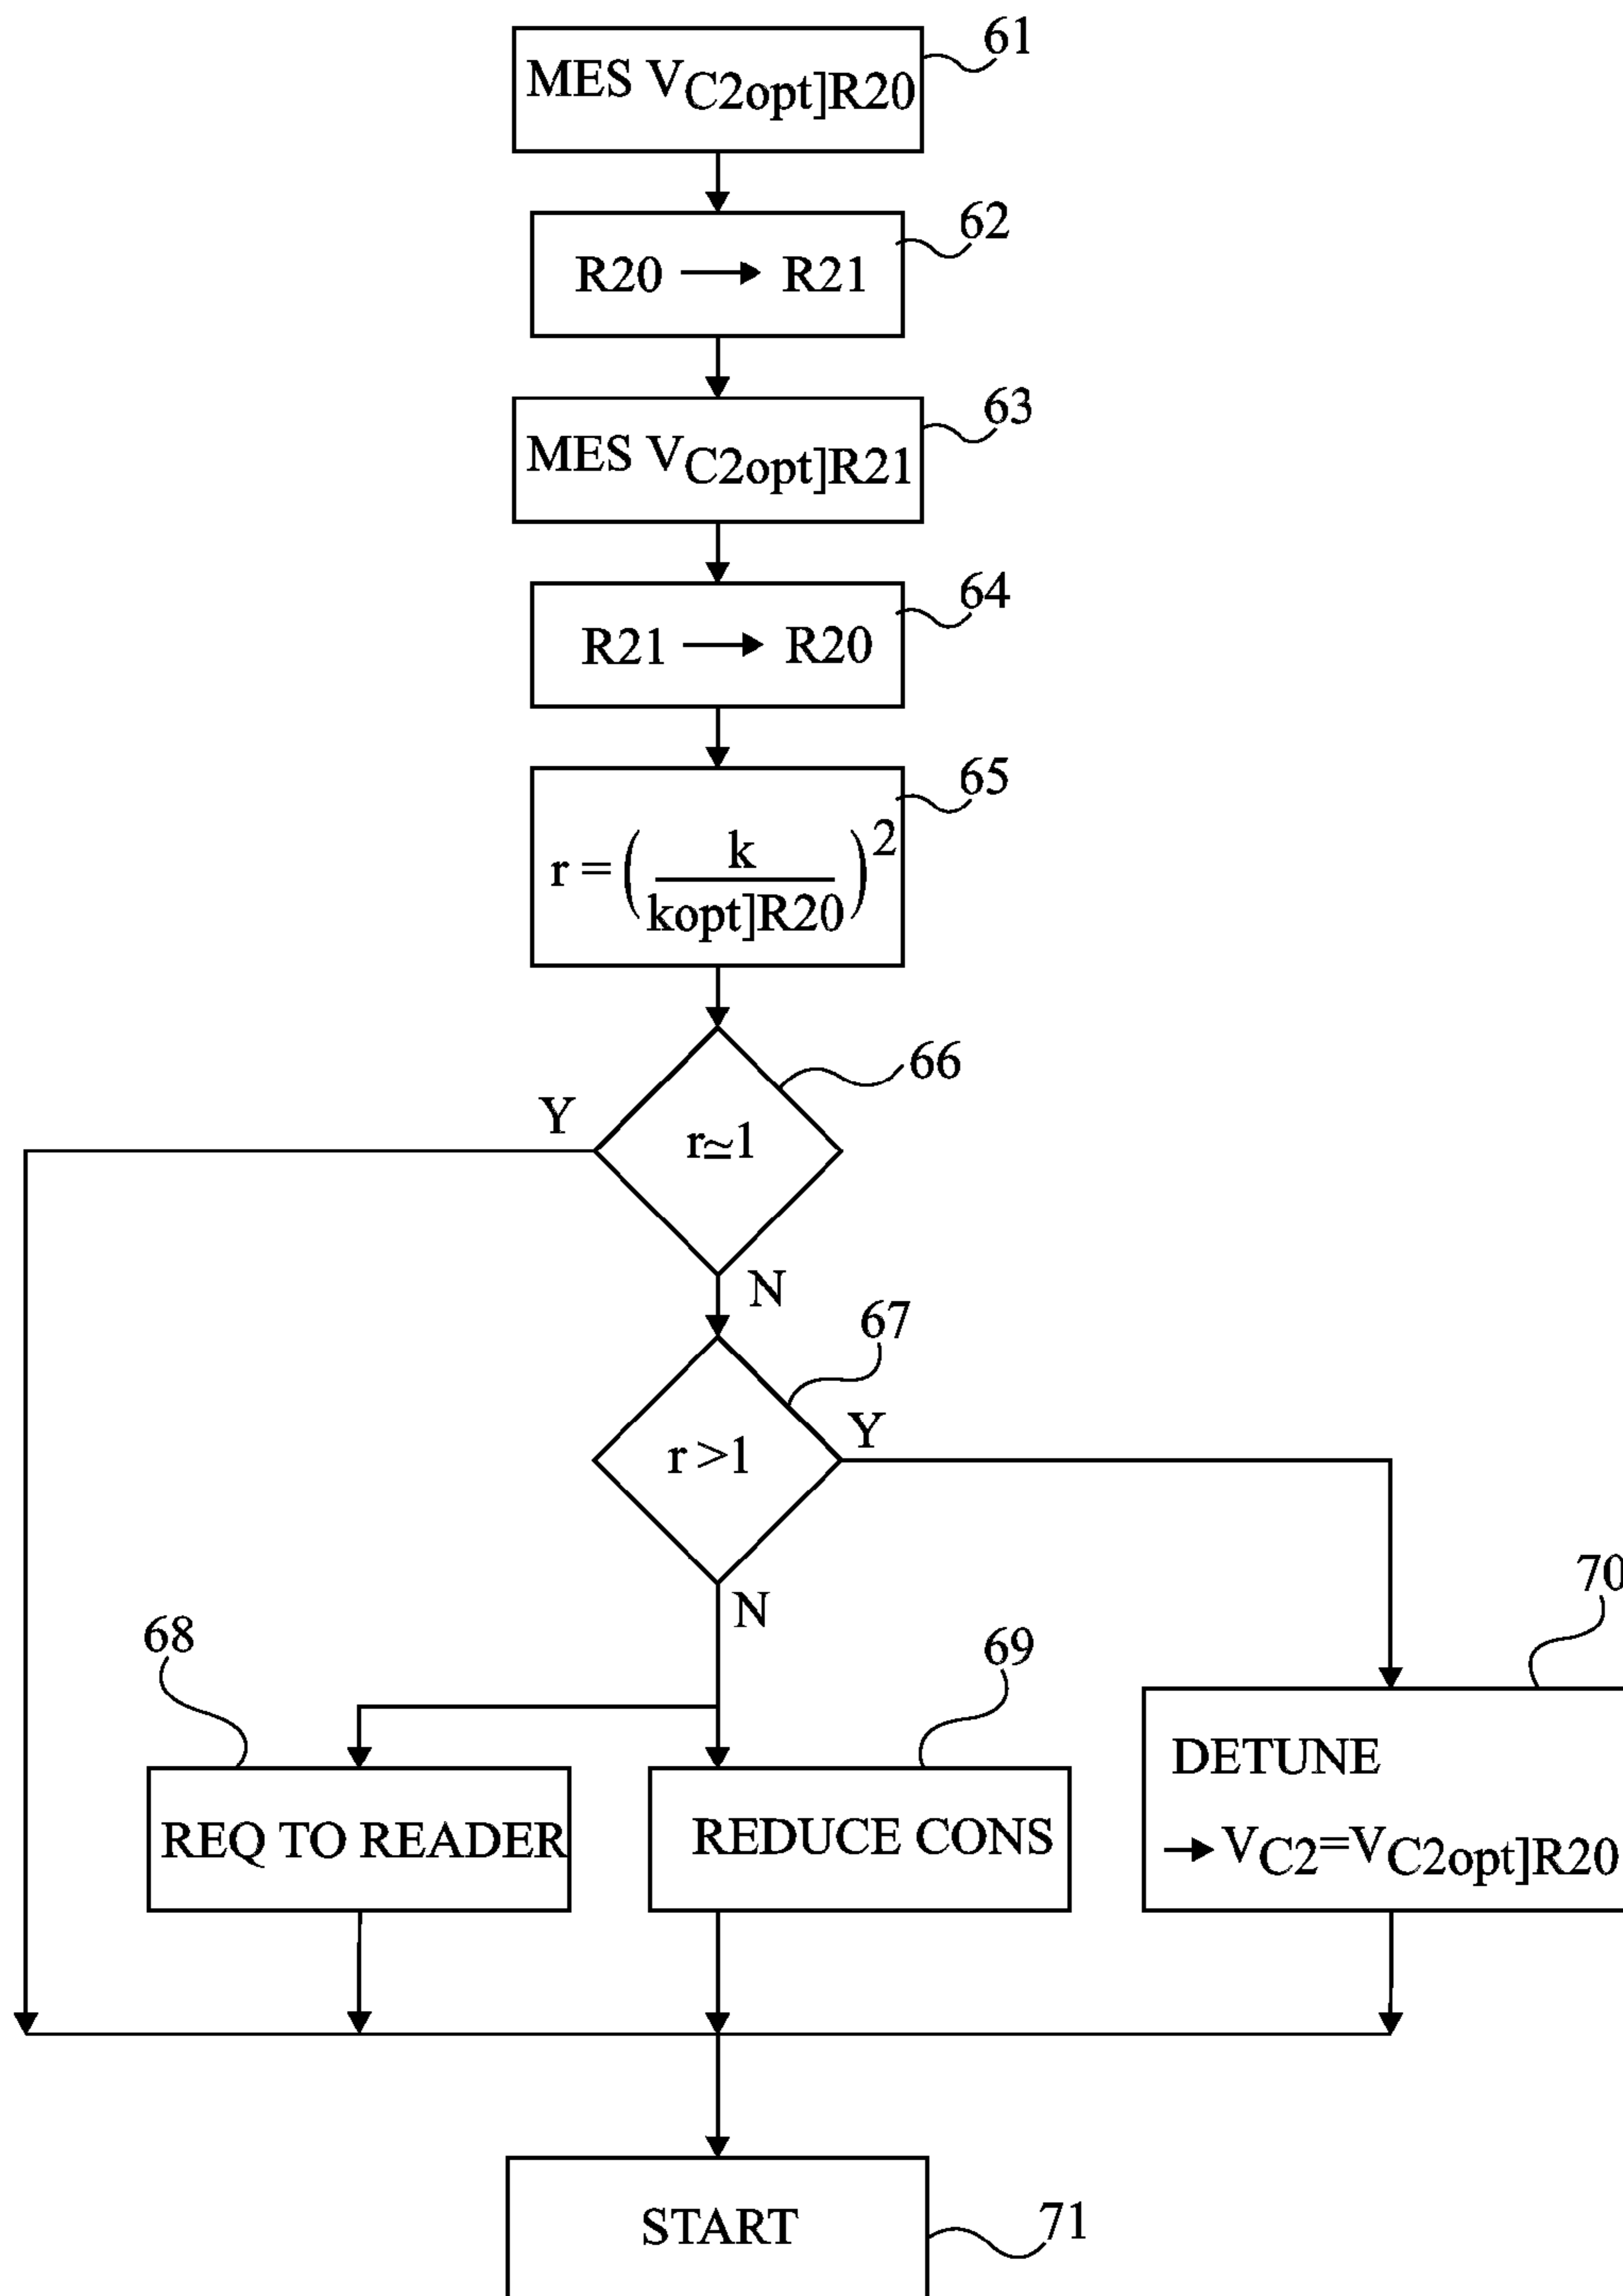 61
MES VC2opt]R20
62
R20 → R21
63
MES VC2opt]R21
64
R21 → R20
65
r = (k / kopt]R20)2
66
Y
r≃1
N
67
Y
r >1
N
70
68
69
DETUNE
REQ TO READER
REDUCE CONS
→ VC2=VC2opt]R20
START
71